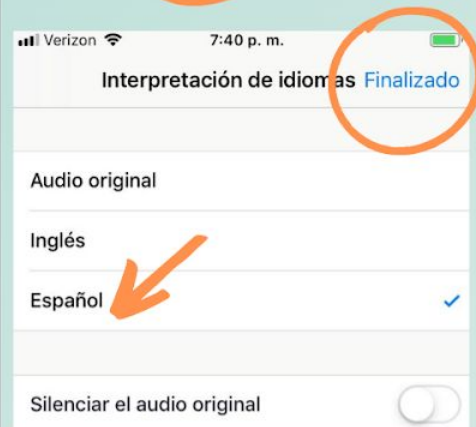 Verizon 7:40 p. m.
Interpretación de idiomas Finalizado
Audio original
Inglés
Español
Silenciar el audio original